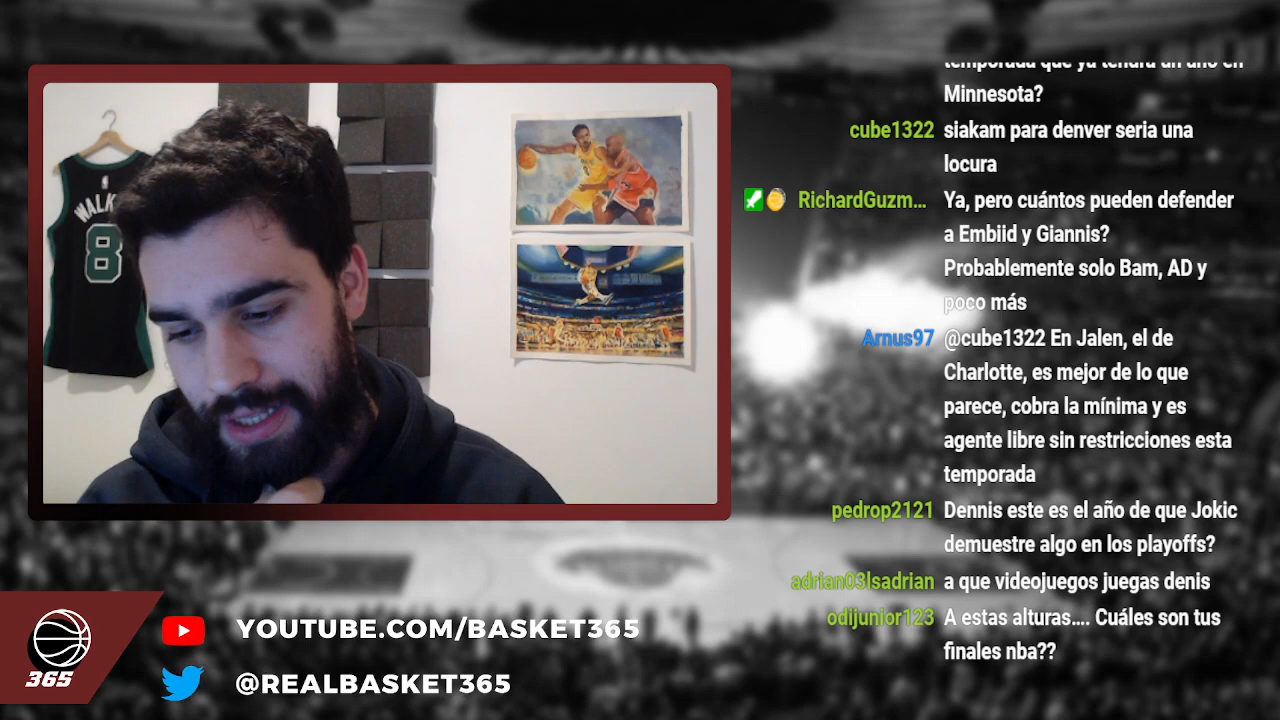 WALK
8
temporada que ya tendrá un año en
Minnesota?
cube1322 siakam para denver seria una
locura
RichardGuzm... Ya, pero cuántos pueden defender
a Embiid y Giannis?
Probablemente solo Bam, AD y
poco más
Arnus97 @cube1322 En Jalen, el de
Charlotte, es mejor de lo que
parece, cobra la mínima y es
agente libre sin restricciones esta
temporada
pedrop2121 Dennis este es el año de que Jokic
demuestre algo en los playoffs?
adrian03lsadrian a que videojuegos juegas denis
odijunior123 A estas alturas.... Cuáles son tus
finales nba??
365
YOUTUBE.COM/BASKET365
@REALBASKET365